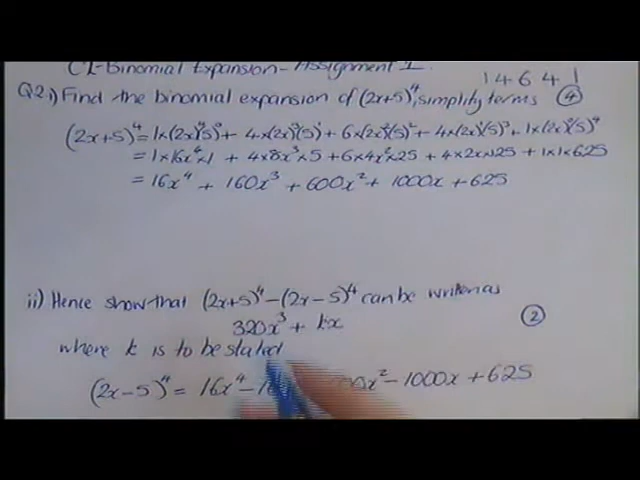 C1-Binomial Expansion- Assignment 1.
1 4 6 4 1
Q2.i) Find the binomial expansion of (2x+5)⁴, simplify terms ④
(2x+5)⁴ = 1×(2x)⁴(5)⁰ + 4×(2x)³(5)¹ + 6×(2x)²(5)² + 4×(2x)¹(5)³ + 1×(2x)⁰(5)⁴
= 1×16x⁴×1 + 4×8x³×5 + 6×4x²×25 + 4×2x×125 + 1×1×625
= 16x⁴ + 160x³ + 600x² + 1000x + 625
ii) Hence show that (2x+5)⁴ - (2x-5)⁴ can be written as
320x³ + kx ②
where k is to be stated
(2x-5)⁴ = 16x⁴ - 16 0x² - 1000x + 625